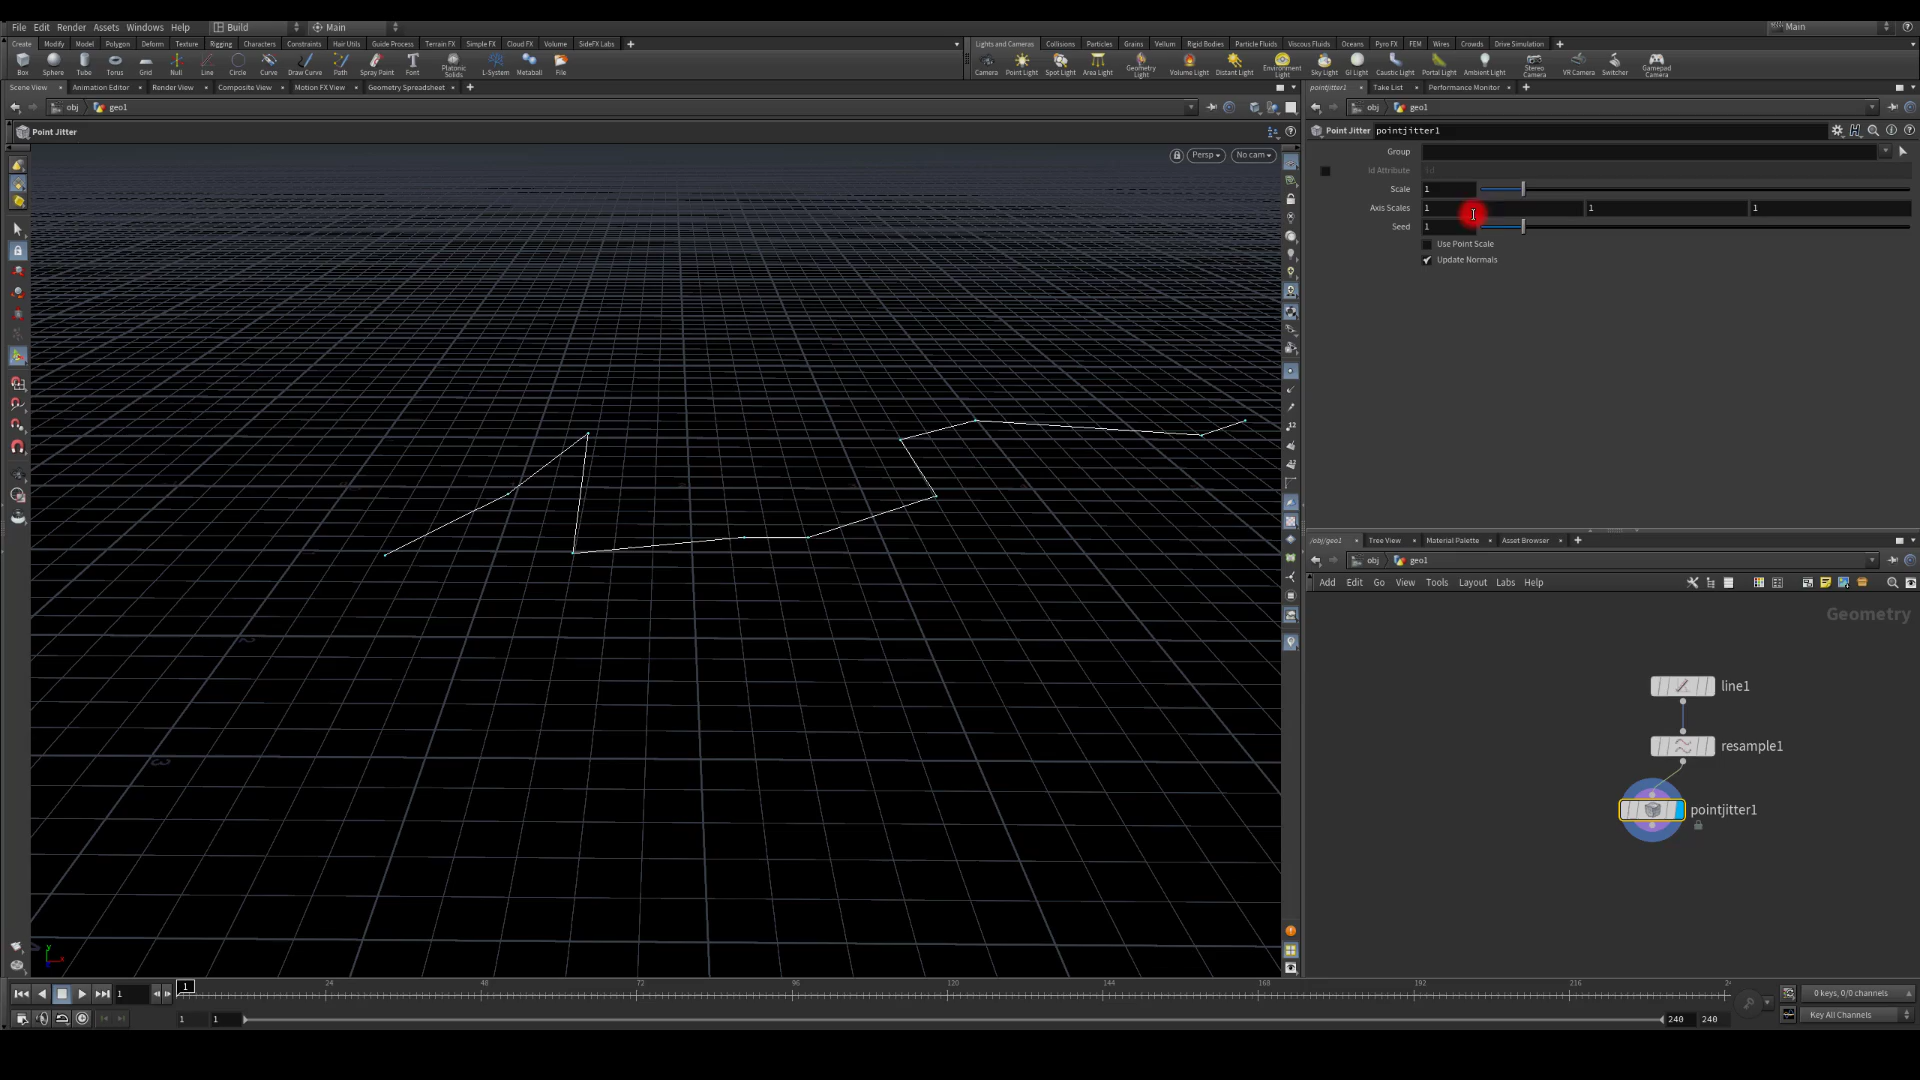 File Edit Render Assets Windows Help Build Main Main
Create Modify Model Polygon Deform Texture Rigging Characters Constraints Hair Utils Guide Process Terrain FX Simple FX Cloud FX Volume SideFX Labs
Lights and Cameras Collisions Particles Grains Vellum Rigid Bodies Particle Fluids Viscous Fluids Oceans Pyro FX FEM Wires Crowds Drive Simulation
Box Sphere Tube Torus Grid Null Line Circle Curve Draw Curve Path Spray Paint Font Platonic Solids L-System Metaball File
Camera Point Light Spot Light Area Light Geometry Light Volume Light Distant Light Environment Light Sky Light GI Light Caustic Light Portal Light Ambient Light Stereo Camera VR Camera Switcher Gamepad Camera
Scene View Animation Editor Render View Composite View Motion FX View Geometry Spreadsheet
obj geo1
Point Jitter
Persp No cam
pointjitter1 Take List Performance Monitor
obj geo1
Point Jitter pointjitter1
Group
Id Attribute id
Scale 1
Axis Scales 1 1 1
Seed 1
Use Point Scale
Update Normals
/obj/geo1 Tree View Material Palette Asset Browser
obj geo1
Add Edit Go View Tools Layout Labs Help
Geometry
line1
resample1
pointjitter1
1 1 24 48 72 96 120 144 168 192 216
0 keys, 0/0 channels
1 1 240 240
Key All Channels